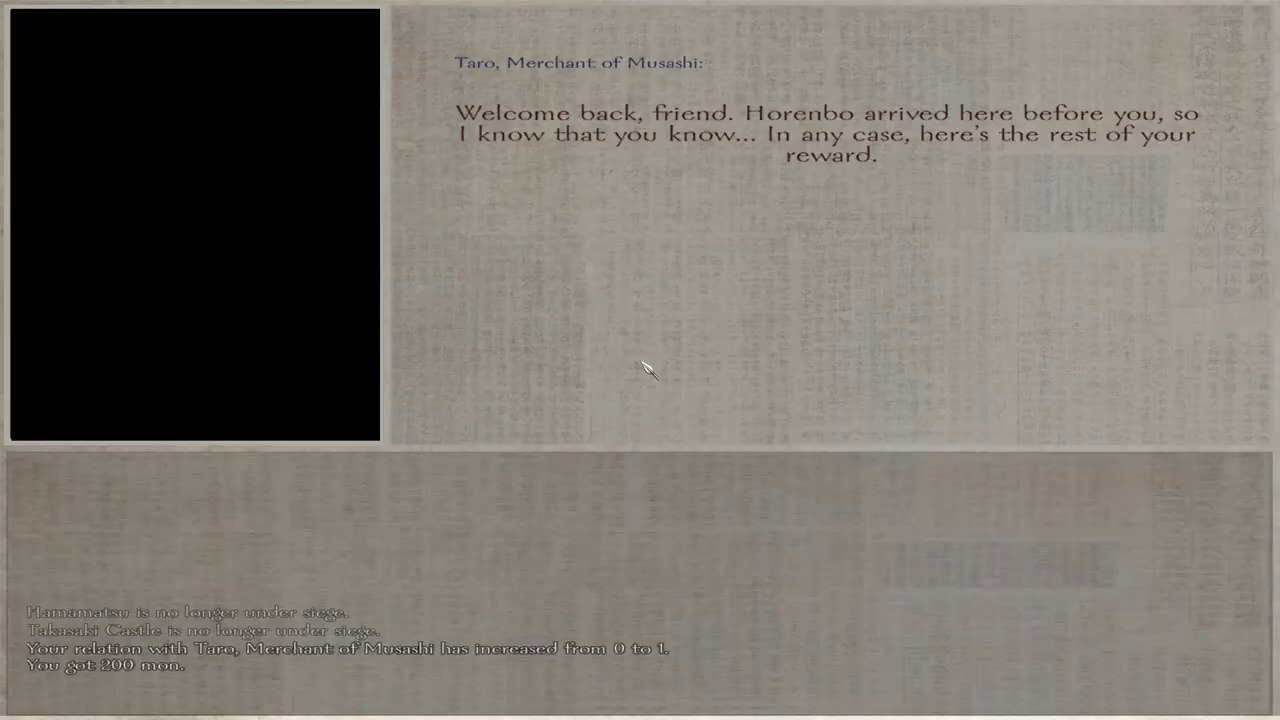 Taro, Merchant of Musashi:
Welcome back, friend. Horenbo arrived here before you, so
I know that you know... In any case, here's the rest of your
reward.
Hamamatsu is no longer under siege.
Takasaki Castle is no longer under siege.
Your relation with Taro, Merchant of Musashi has increased from 0 to 1.
You got 200 mon.